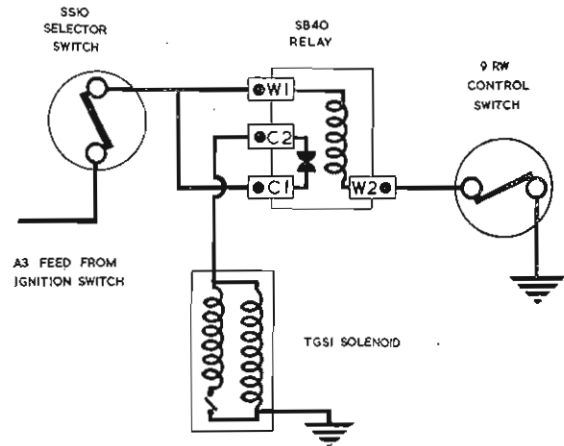 SS10
SELECTOR
SWITCH
SB40
RELAY
9 RW
CONTROL
SWITCH
W1
C2
C1
W2
A3 FEED FROM
IGNITION SWITCH
TGS1 SOLENOID